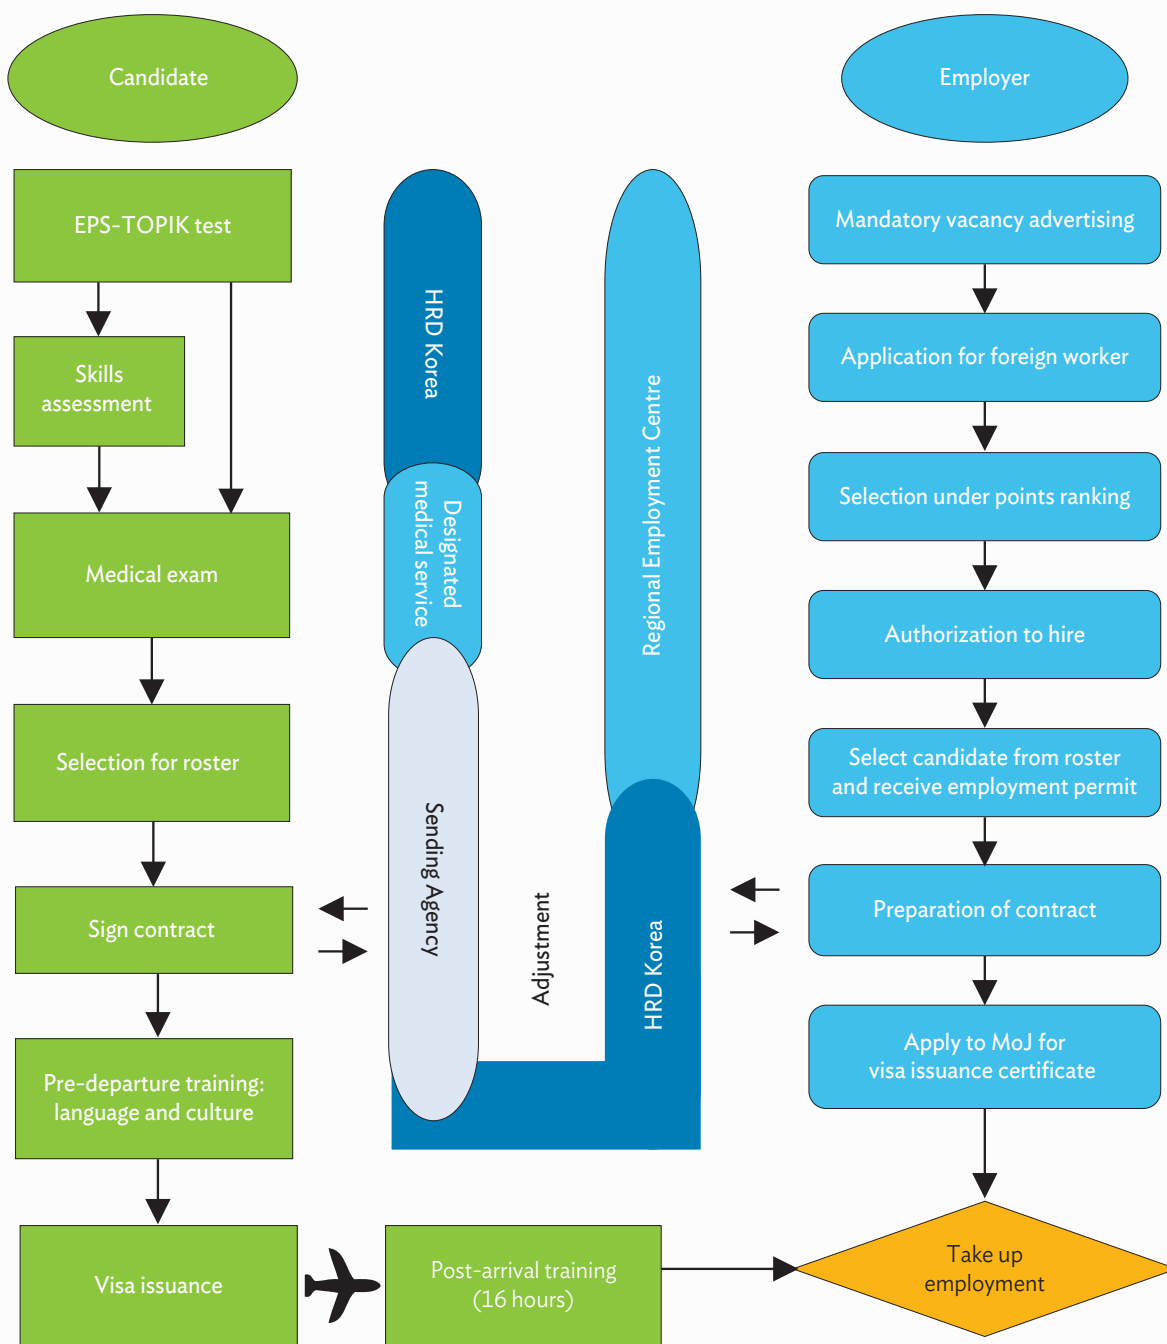 Candidate
Employer
EPS-TOPIK test
Skills
assessment
Medical exam
Selection for roster
Sign contract
Pre-departure training:
language and culture
Visa issuance
Post-arrival training
(16 hours)
HRD Korea
Designated
medical service
Sending Agency
Adjustment
Regional Employment Centre
HRD Korea
Mandatory vacancy advertising
Application for foreign worker
Selection under points ranking
Authorization to hire
Select candidate from roster
and receive employment permit
Preparation of contract
Apply to MoJ for
visa issuance certificate
Take up
employment